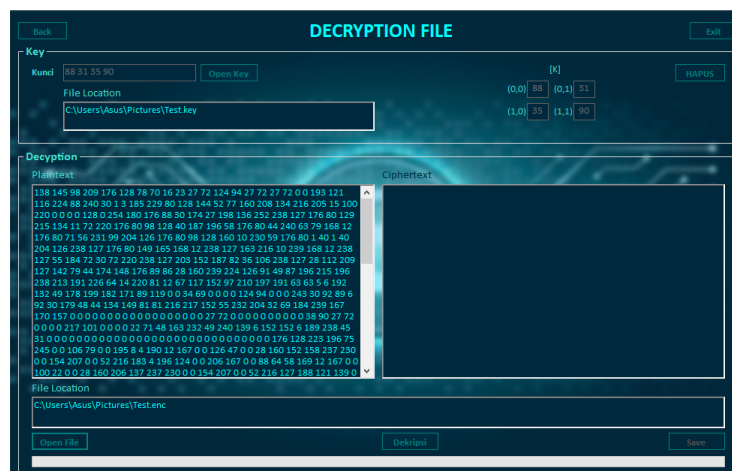 Back
DECRYPTION FILE
Exit
Key
Kunci 88 31 35 90 Open Key
[K]
HAPUS
File Location
(0,0) 88 (0,1) 31
C:\Users\Asus\Pictures\Test.key
(1,0) 35 (1,1) 90
Decyption
Plaintext
Ciphertext
138 145 98 209 176 128 78 70 16 23 27 72 124 94 27 72 27 72 0 0 193 121
116 224 88 240 30 1 3 185 229 80 128 144 52 77 160 208 134 216 205 15 100
220 0 0 0 0 128 0 254 180 176 88 30 174 27 198 136 252 238 127 176 80 129
215 134 11 72 220 176 80 98 128 40 187 196 58 176 80 44 240 63 79 168 12
176 80 71 56 231 99 204 126 176 80 98 128 160 10 230 59 176 80 1 40 1 40
204 126 238 127 176 80 149 165 168 12 238 127 163 216 10 239 168 12 238
127 55 184 72 30 72 220 238 127 203 152 187 82 36 106 238 127 28 112 209
127 142 79 44 174 148 176 89 86 28 160 239 224 126 91 49 87 196 215 196
238 213 191 226 64 14 220 81 12 67 117 152 97 210 197 191 63 63 5 6 192
132 49 178 199 182 171 89 119 0 0 34 69 0 0 0 0 124 94 0 0 0 243 30 92 89 6
92 30 179 48 44 134 149 81 81 216 217 152 55 232 204 32 69 184 239 167
170 157 0 0 0 0 0 0 0 0 0 0 0 0 0 0 0 0 0 27 72 0 0 0 0 0 0 0 0 0 0 38 90 27 72
0 0 0 0 217 101 0 0 0 0 22 71 48 163 232 49 240 139 6 152 152 6 189 238 45
31 0 0 0 0 0 0 0 0 0 0 0 0 0 0 0 0 0 0 0 0 0 0 0 0 0 0 0 176 128 223 196 75
245 0 0 106 79 0 0 195 8 4 190 12 167 0 0 126 47 0 0 28 160 152 158 237 230
0 0 154 207 0 0 52 216 183 4 196 124 0 0 206 167 0 0 88 64 58 169 12 167 0 0
100 22 0 0 28 160 206 137 237 230 0 0 154 207 0 0 52 216 127 188 121 139 0
File Location
C:\Users\Asus\Pictures\Test.enc
Open File
Dekripsi
Save